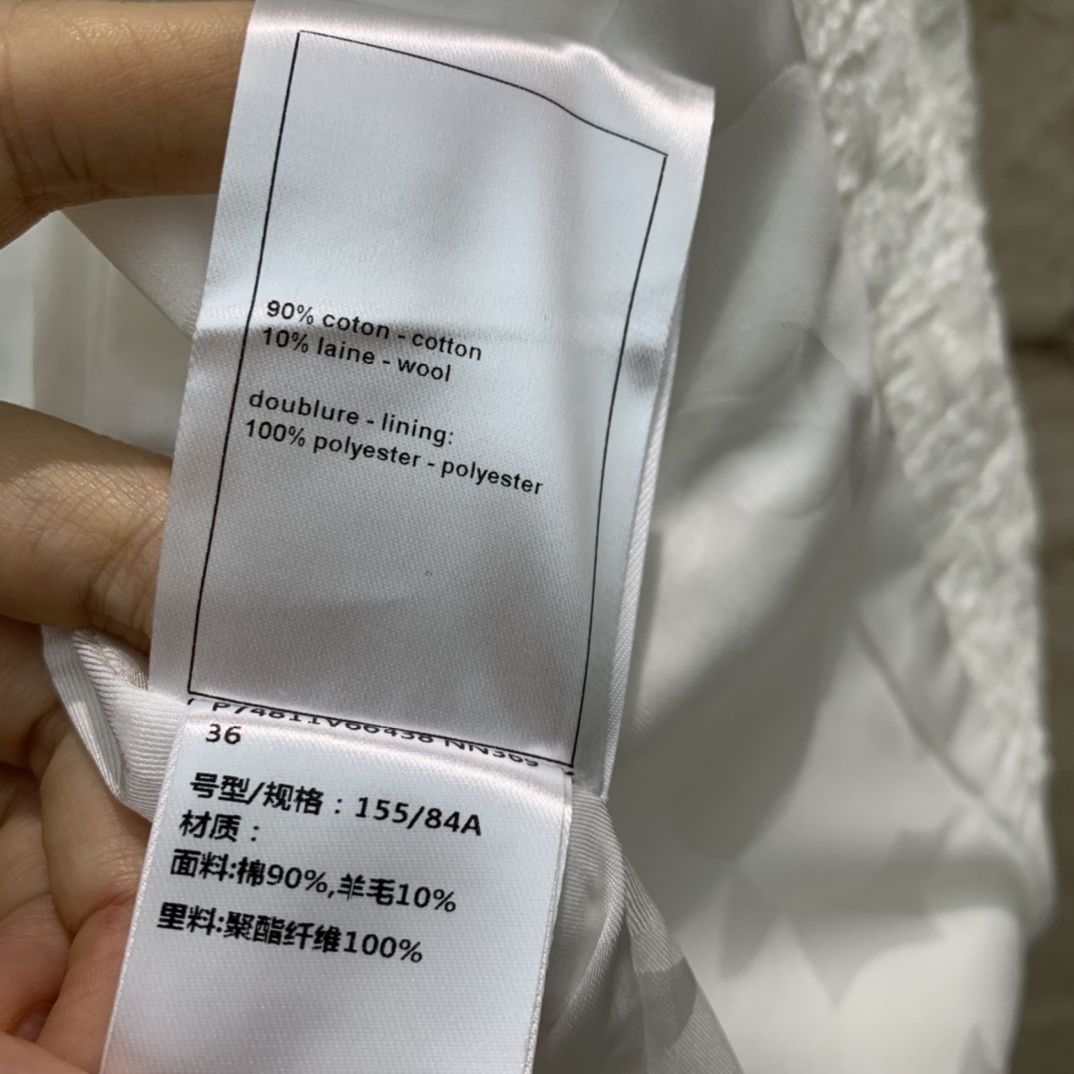 90% coton - cotton
10% laine - wool
doublure - lining:
100% polyester - polyester
P74811V66438 NN369
36
号型/规格：155/84A
材质：
面料:棉90%,羊毛10%
里料:聚酯纤维100%